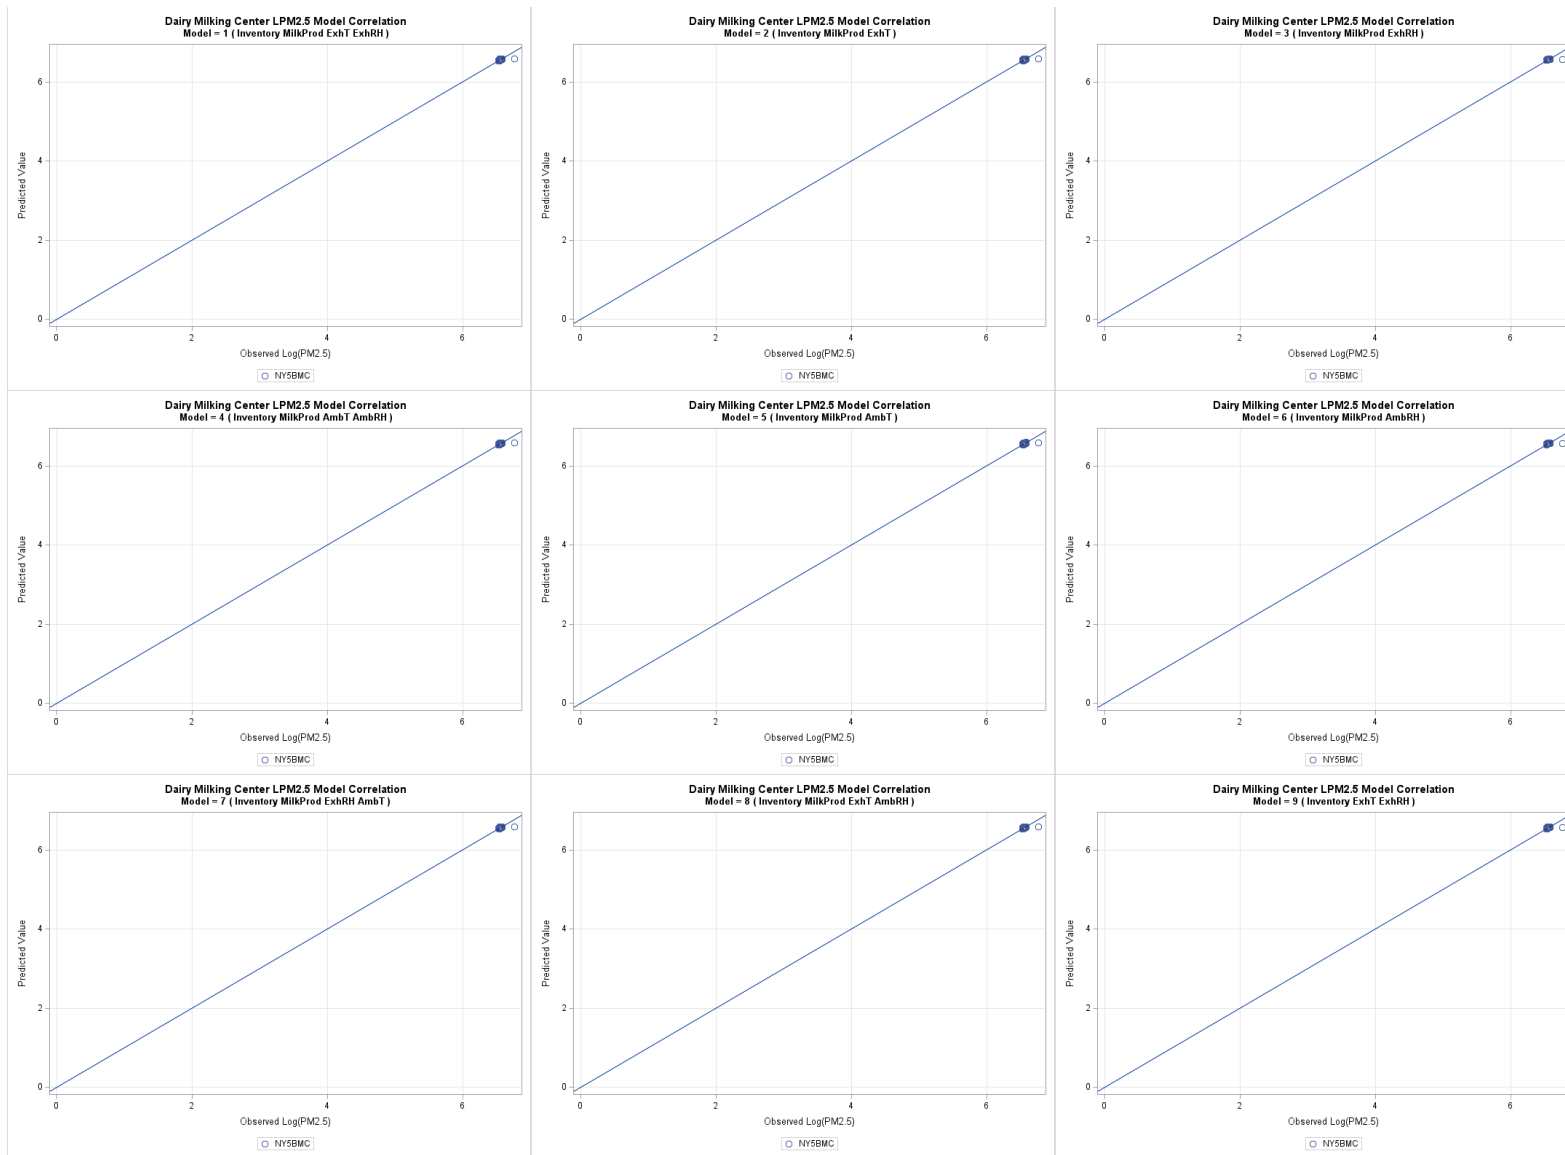 Dairy Milking Center LPM2.5 Model Correlation
Model = 1 ( Inventory MilkProd ExhT ExhRH )
Predicted Value
6
4
2
0
0 2 4 6
Observed Log(PM2.5)
NY5BMC
Dairy Milking Center LPM2.5 Model Correlation
Model = 2 ( Inventory MilkProd ExhT )
Predicted Value
6
4
2
0
0 2 4 6
Observed Log(PM2.5)
NY5BMC
Dairy Milking Center LPM2.5 Model Correlation
Model = 3 ( Inventory MilkProd ExhRH )
Predicted Value
6
4
2
0
0 2 4 6
Observed Log(PM2.5)
NY5BMC
Dairy Milking Center LPM2.5 Model Correlation
Model = 4 ( Inventory MilkProd AmbT AmbRH )
Predicted Value
6
4
2
0
0 2 4 6
Observed Log(PM2.5)
NY5BMC
Dairy Milking Center LPM2.5 Model Correlation
Model = 5 ( Inventory MilkProd AmbT )
Predicted Value
6
4
2
0
0 2 4 6
Observed Log(PM2.5)
NY5BMC
Dairy Milking Center LPM2.5 Model Correlation
Model = 6 ( Inventory MilkProd AmbRH )
Predicted Value
6
4
2
0
0 2 4 6
Observed Log(PM2.5)
NY5BMC
Dairy Milking Center LPM2.5 Model Correlation
Model = 7 ( Inventory MilkProd ExhRH AmbT )
Predicted Value
6
4
2
0
0 2 4 6
Observed Log(PM2.5)
NY5BMC
Dairy Milking Center LPM2.5 Model Correlation
Model = 8 ( Inventory MilkProd ExhT AmbRH )
Predicted Value
6
4
2
0
0 2 4 6
Observed Log(PM2.5)
NY5BMC
Dairy Milking Center LPM2.5 Model Correlation
Model = 9 ( Inventory ExhT ExhRH )
Predicted Value
6
4
2
0
0 2 4 6
Observed Log(PM2.5)
NY5BMC